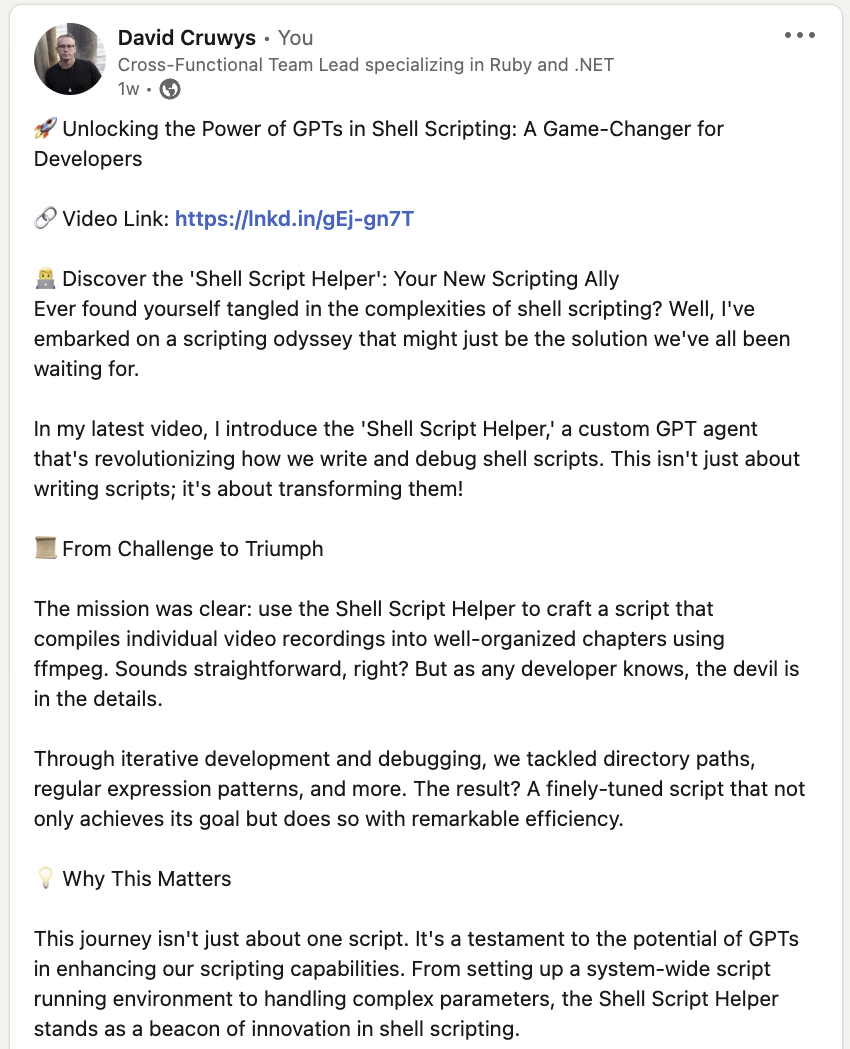 David Cruwys • You
Cross-Functional Team Lead specializing in Ruby and .NET
1w •
🚀 Unlocking the Power of GPTs in Shell Scripting: A Game-Changer for
Developers
🔗 Video Link: https://lnkd.in/gEj-gn7T
👨‍💻 Discover the 'Shell Script Helper': Your New Scripting Ally
Ever found yourself tangled in the complexities of shell scripting? Well, I've
embarked on a scripting odyssey that might just be the solution we've all been
waiting for.
In my latest video, I introduce the 'Shell Script Helper,' a custom GPT agent
that's revolutionizing how we write and debug shell scripts. This isn't just about
writing scripts; it's about transforming them!
📜 From Challenge to Triumph
The mission was clear: use the Shell Script Helper to craft a script that
compiles individual video recordings into well-organized chapters using
ffmpeg. Sounds straightforward, right? But as any developer knows, the devil is
in the details.
Through iterative development and debugging, we tackled directory paths,
regular expression patterns, and more. The result? A finely-tuned script that not
only achieves its goal but does so with remarkable efficiency.
💡 Why This Matters
This journey isn't just about one script. It's a testament to the potential of GPTs
in enhancing our scripting capabilities. From setting up a system-wide script
running environment to handling complex parameters, the Shell Script Helper
stands as a beacon of innovation in shell scripting.